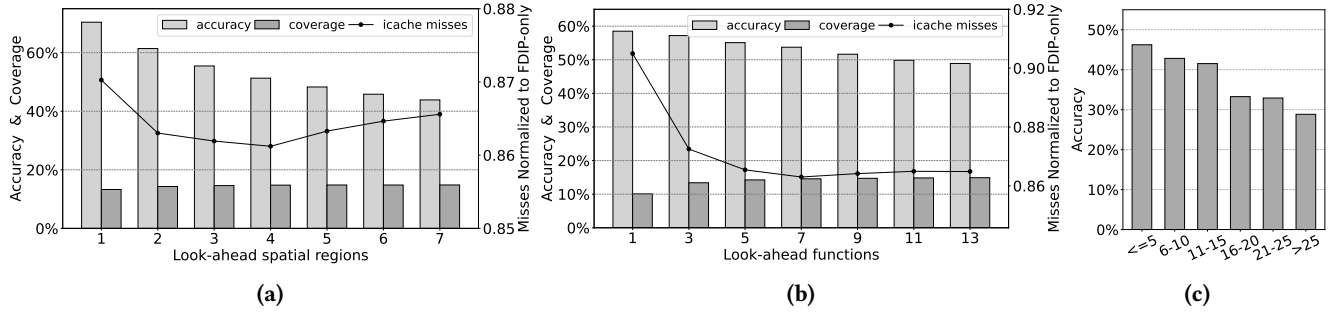 accuracy coverage icache misses
Accuracy & Coverage
60%
40%
20%
0%
0.88
0.87
0.86
0.85
Misses Normalized to FDIP-only
1 2 3 4 5 6 7
Look-ahead spatial regions
(a)
accuracy coverage icache misses
Accuracy & Coverage
60%
50%
40%
30%
20%
10%
0%
0.92
0.90
0.88
0.86
Misses Normalized to FDIP-only
1 3 5 7 9 11 13
Look-ahead functions
(b)
Accuracy
50%
40%
30%
20%
10%
0%
<=5 6-10 11-15 16-20 21-25 >25
(c)